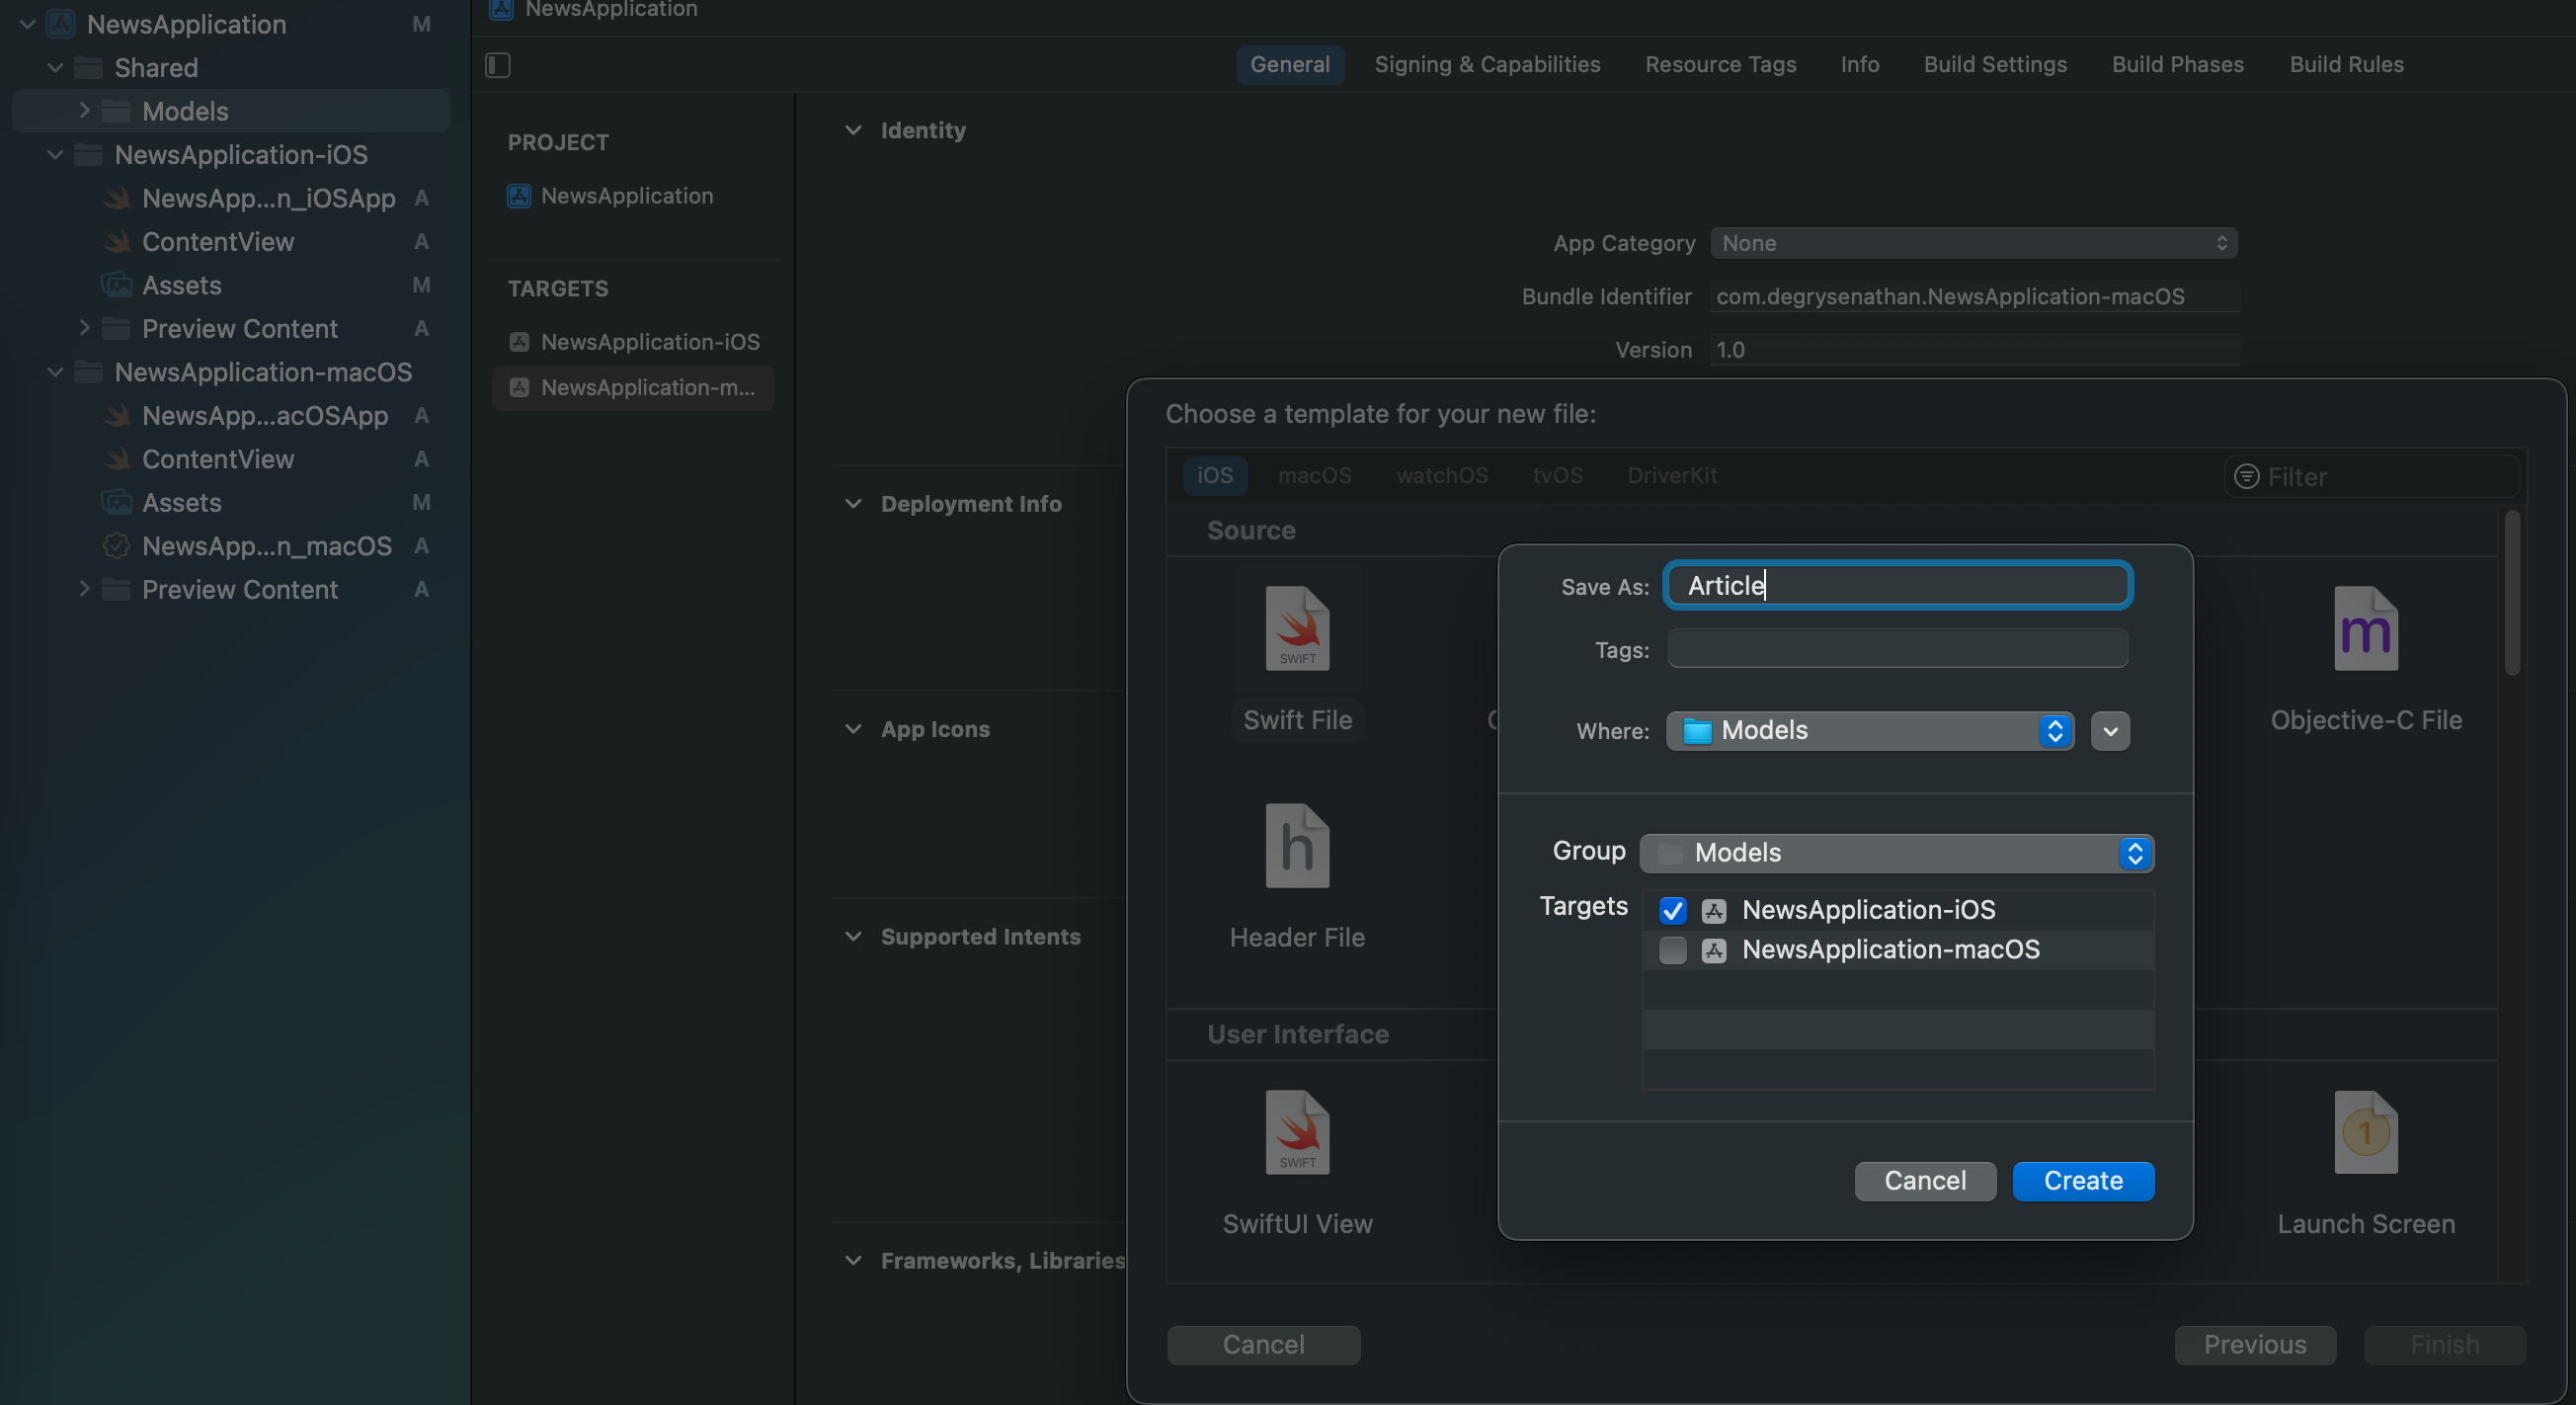 NewsApplication M
Shared
Models
NewsApplication-iOS
NewsApp...n_iOSApp A
ContentView A
Assets M
Preview Content A
NewsApplication-macOS
NewsApp...acOSApp A
ContentView A
Assets M
NewsApp...n_macOS A
Preview Content A
NewsApplication
General Signing & Capabilities Resource Tags Info Build Settings Build Phases Build Rules
PROJECT
NewsApplication
TARGETS
NewsApplication-iOS
NewsApplication-m...
Identity
App Category None
Bundle Identifier com.degrysenathan.NewsApplication-macOS
Version 1.0
Deployment Info
App Icons
Supported Intents
Frameworks, Libraries
Choose a template for your new file:
iOS macOS watchOS tvOS DriverKit Filter
Source
SWIFT
Swift File
m
Objective-C File
h
Header File
User Interface
SWIFT
SwiftUI View
1
Launch Screen
Cancel Previous Finish
Save As: Article
Tags:
Where: Models
Group Models
Targets NewsApplication-iOS
NewsApplication-macOS
Cancel Create